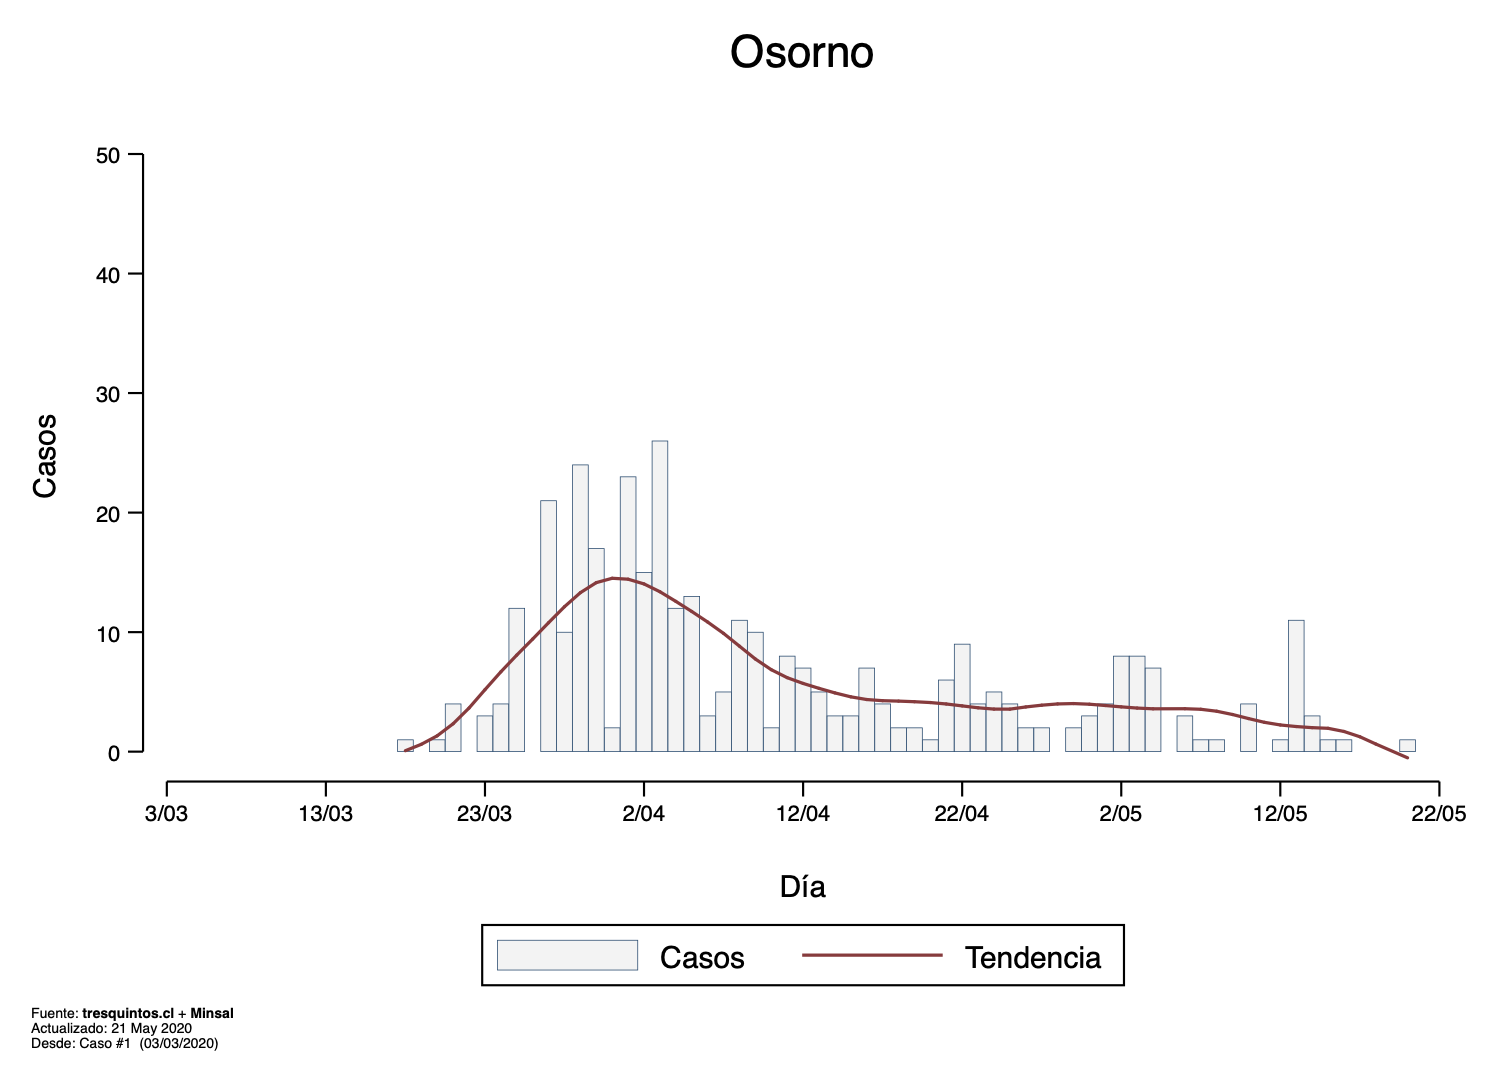 Osorno
50
40
30
20
10
0
Casos
3/03 13/03 23/03 2/04 12/04 22/04 2/05 12/05 22/05
Día
Casos Tendencia
Fuente: tresquintos.cl + Minsal
Actualizado: 21 May 2020
Desde: Caso #1 (03/03/2020)